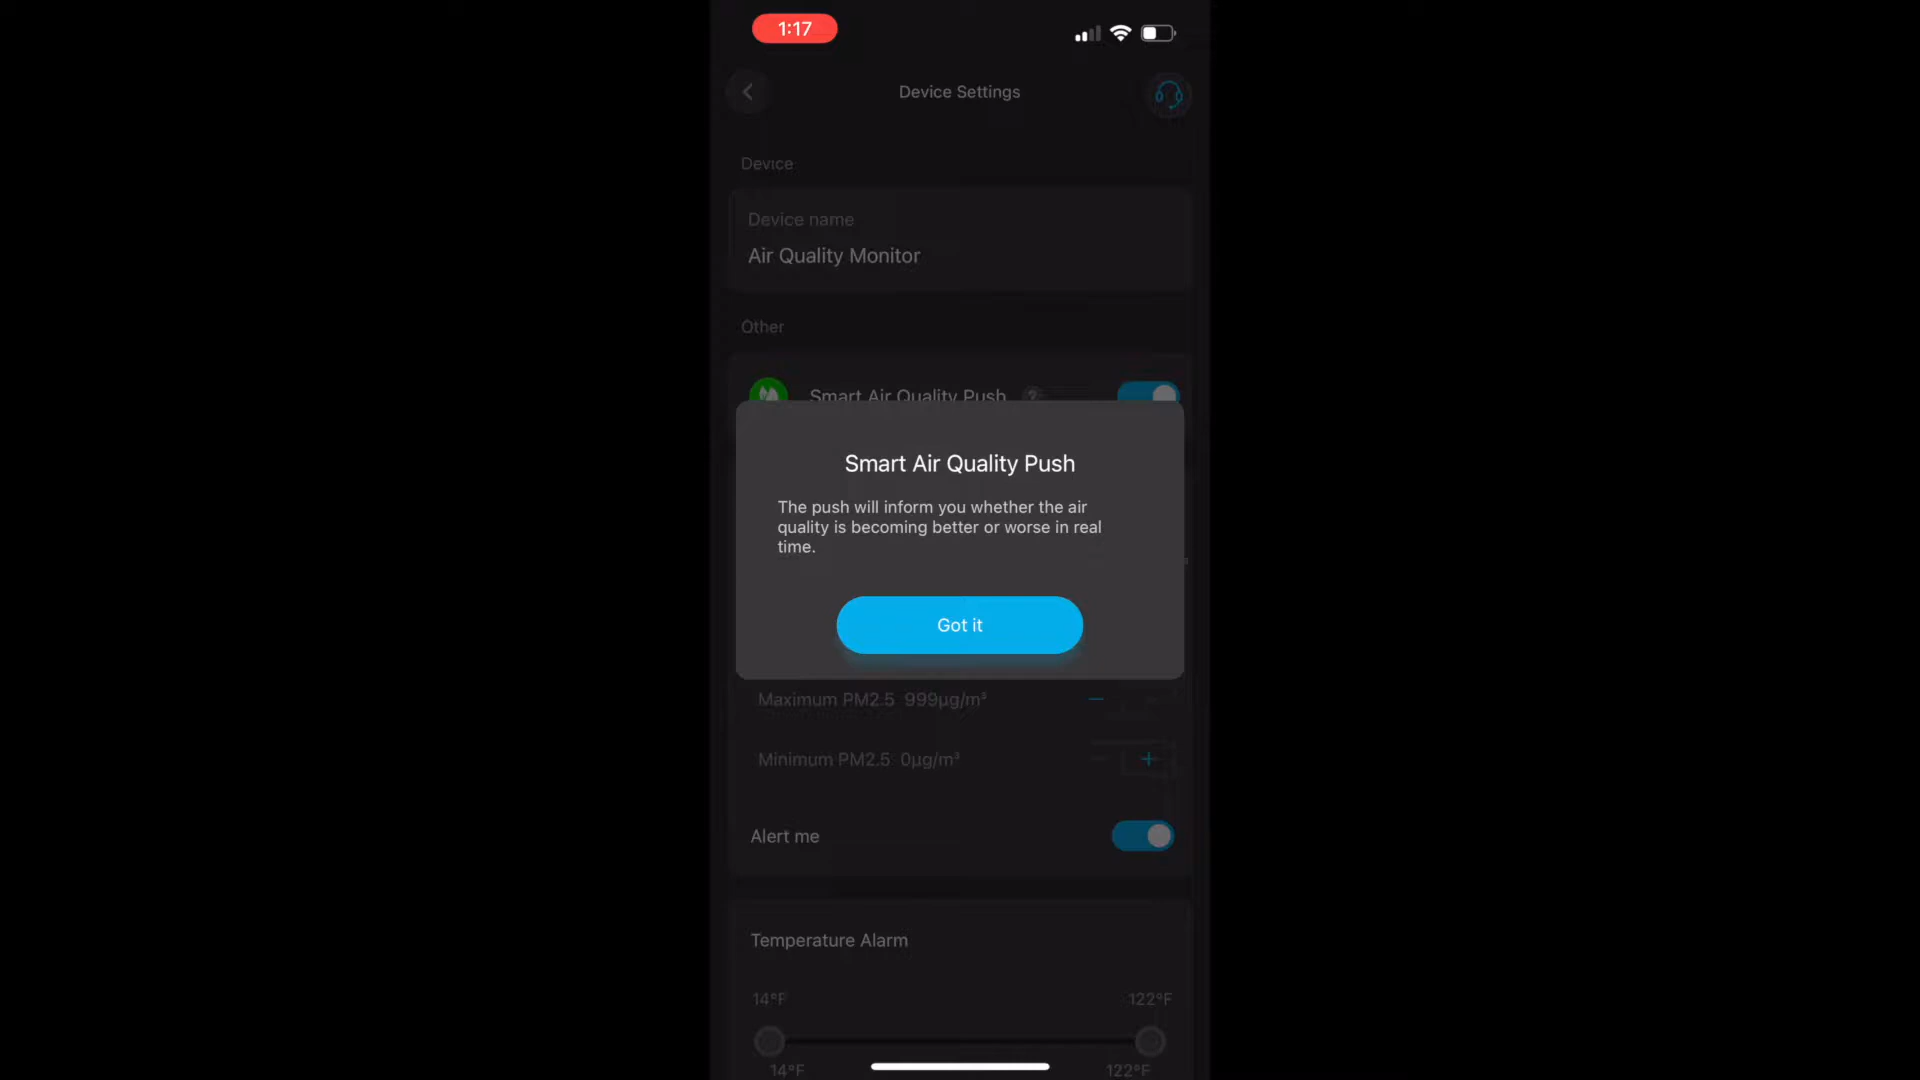 1:17
Device Settings
Device
Device name
Air Quality Monitor
Other
Smart Air Quality Push ?
Smart Air Quality Push
The push will inform you whether the air
quality is becoming better or worse in real
time.
Got it
Maximum PM2.5 999μg/m³
Minimum PM2.5 0μg/m³
Alert me
Temperature Alarm
14°F 122°F
14°F 122°F